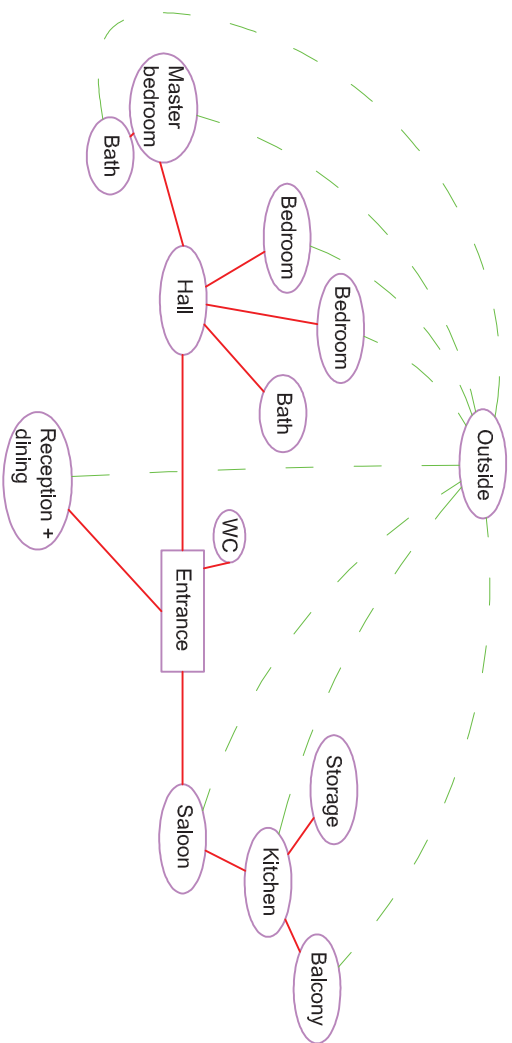 Outside
Bedroom
Bedroom
Bath
WC
Storage
Balcony
Kitchen
Master
bedroom
Bath
Hall
Entrance
Saloon
Reception +
dining